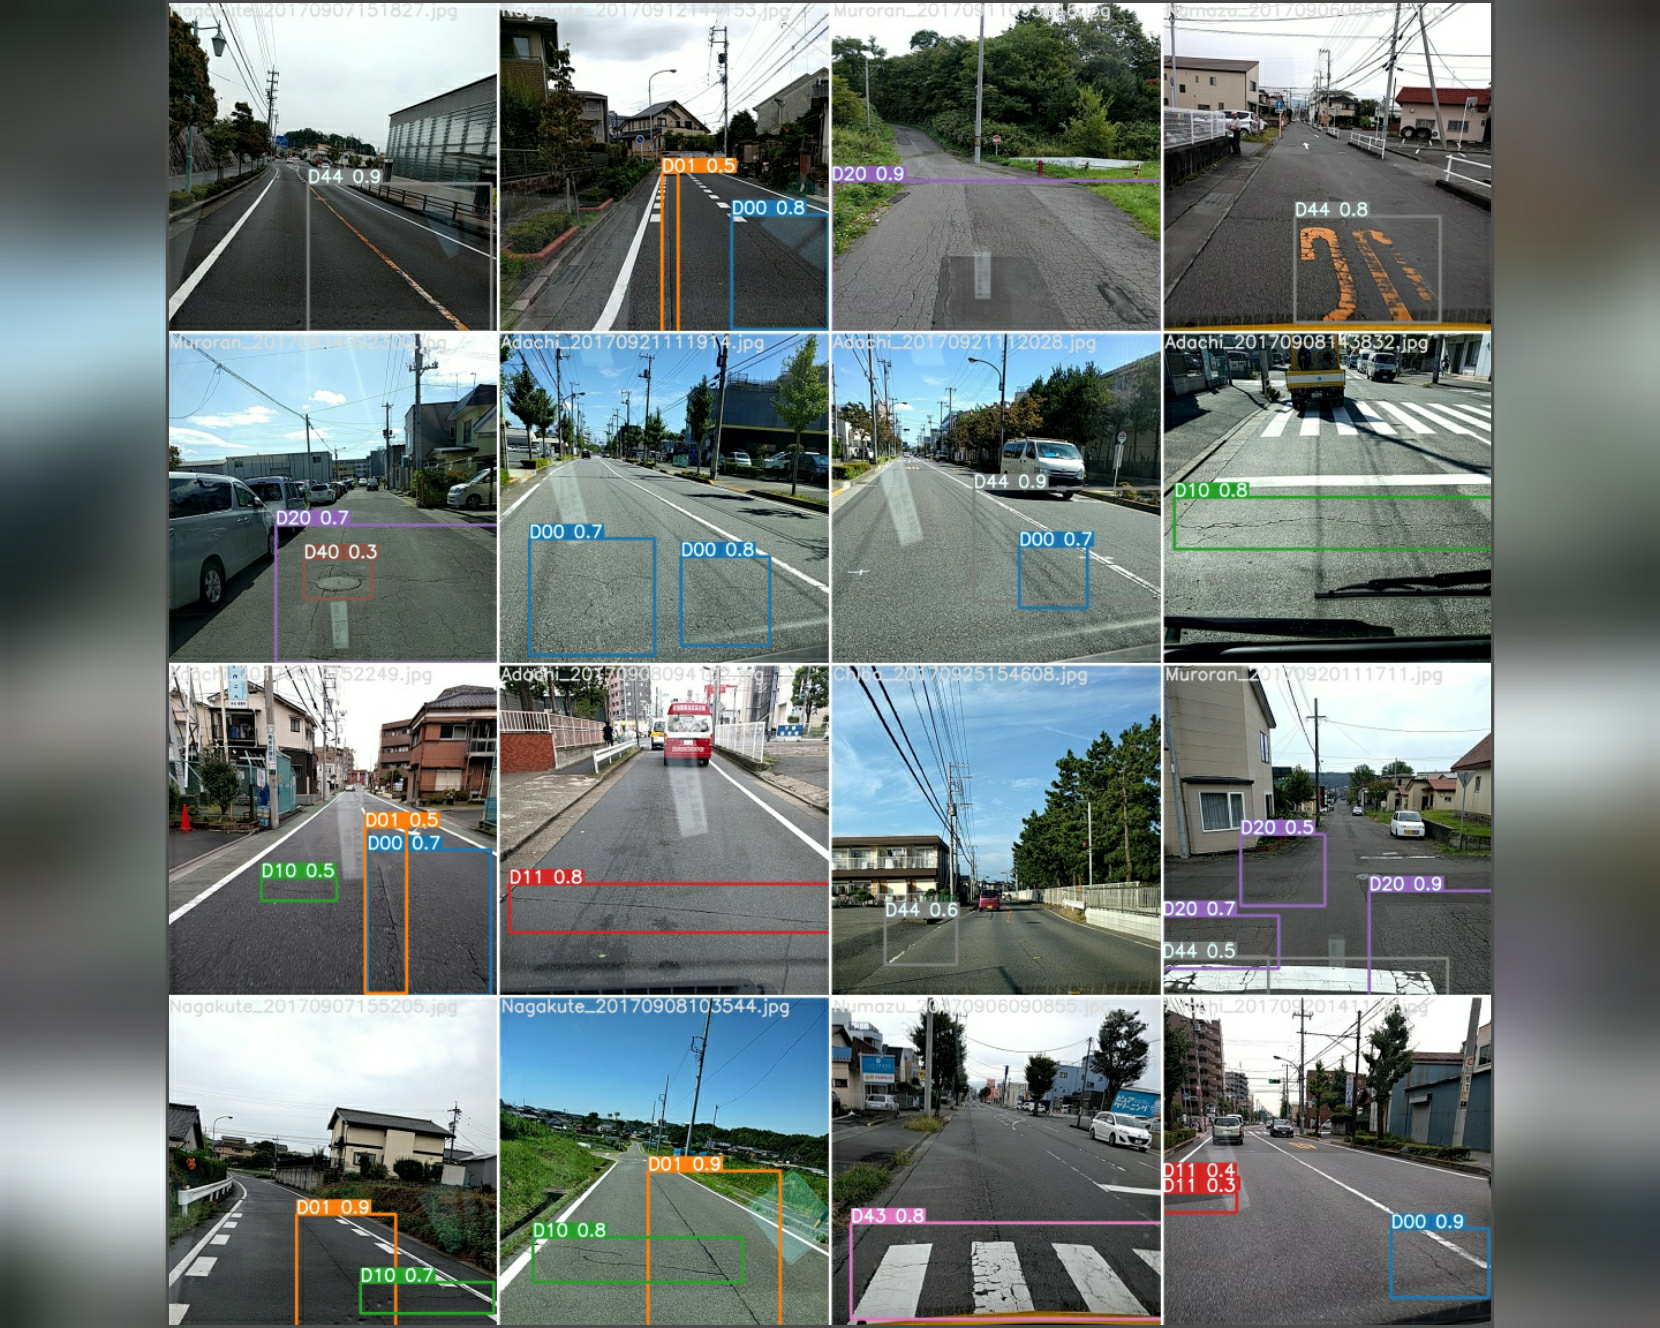 Nagakute_20170907151827.jpg
D44 0.9
D01 0.5
D00 0.8
D20 0.9
D44 0.8
D20 0.7
D40 0.3
Adachi_20170921111914.jpg
D00 0.7
D00 0.8
Adachi_20170921112028.jpg
D44 0.9
D00 0.7
Adachi_20170908143832.jpg
D10 0.8
D01 0.5
D00 0.7
D10 0.5
D11 0.8
Chiba_20170925154608.jpg
D44 0.6
Muroran_20170920111711.jpg
D20 0.5
D20 0.9
D20 0.7
D44 0.5
Nagakute_20170907155205.jpg
D01 0.9
D10 0.7
Nagakute_20170908103544.jpg
D01 0.9
D10 0.8
Numazu_20170906090855.jpg
D43 0.8
D11 0.4
D11 0.3
D00 0.9